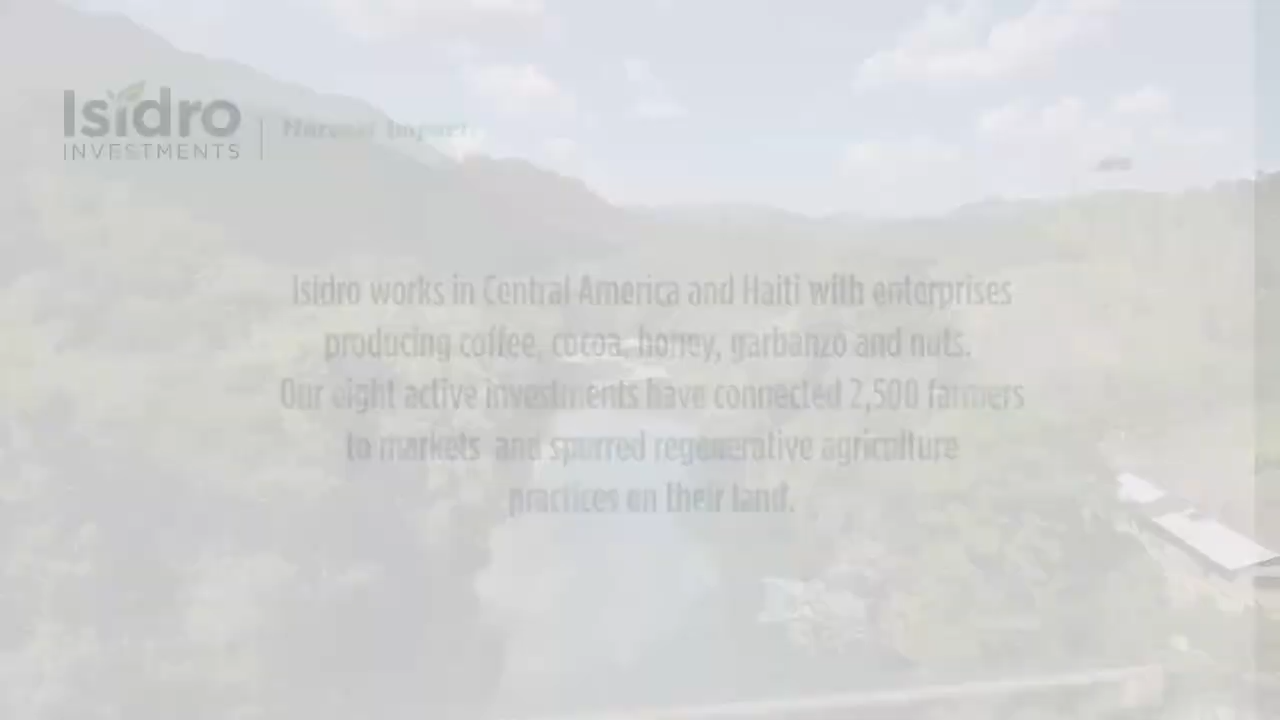 Isidro
INVESTMENTS
Isidro works in Central America and Haiti with enterprises
producing coffee, cocoa, honey, garbanzo and nuts.
Our eight active investments have connected 2,500 farmers
to markets and spurred regenerative agriculture
practices on their land.